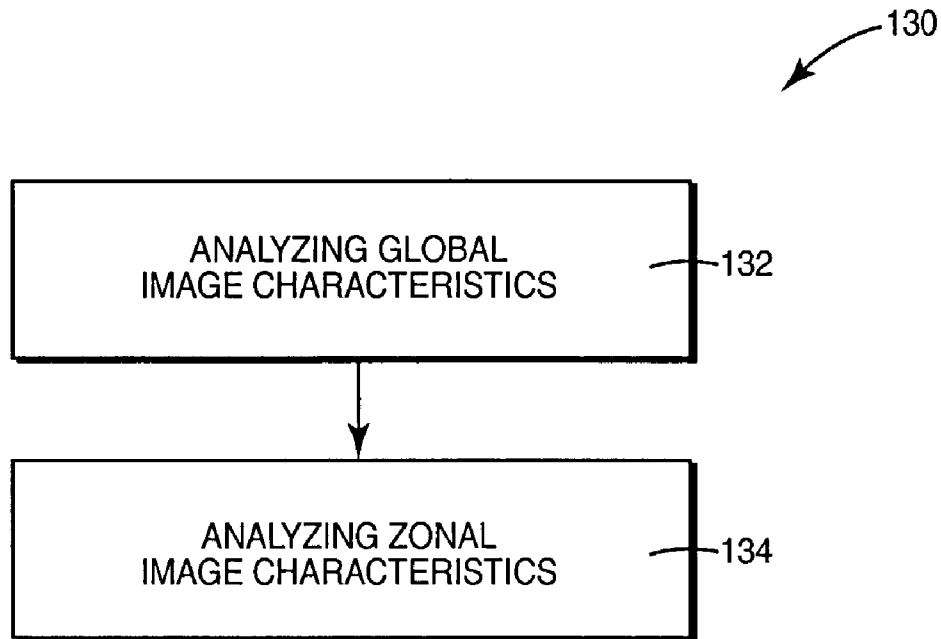 130
ANALYZING GLOBAL
IMAGE CHARACTERISTICS
132
ANALYZING ZONAL
IMAGE CHARACTERISTICS
134